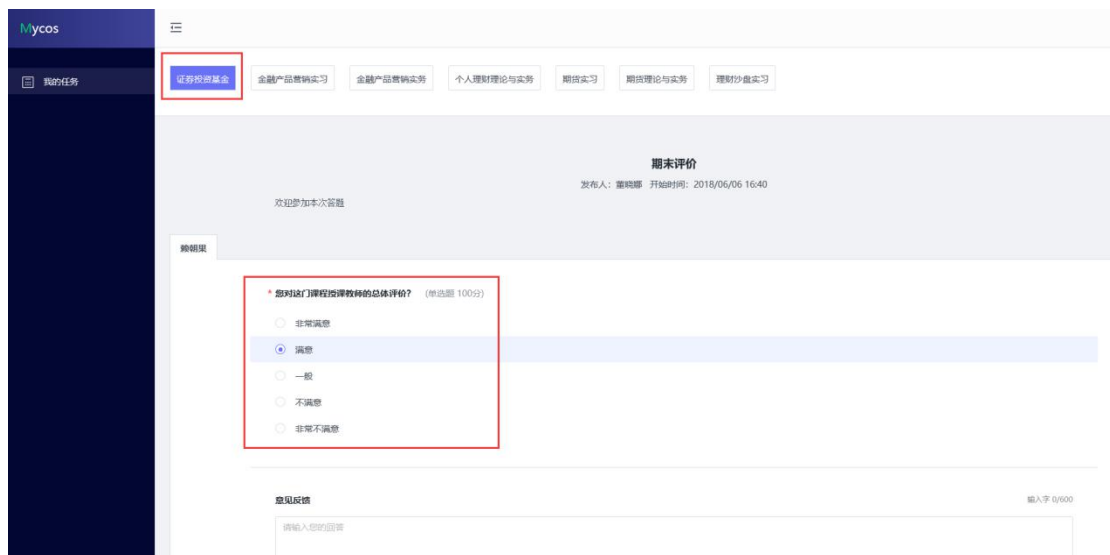 Mycos
我的任务
证券投资基金 金融产品营销实习 金融产品营销实务 个人理财理论与实务 期货实习 期货理论与实务 理财沙盘实习
期末评价
发布人：董晓娜 开始时间：2018/06/06 16:40
欢迎参加本次答题
赖朝果
* 您对这门课程授课教师的总体评价？ (单选题 100分)
非常满意
满意
一般
不满意
非常不满意
意见反馈 输入字 0/600
请输入您的回答